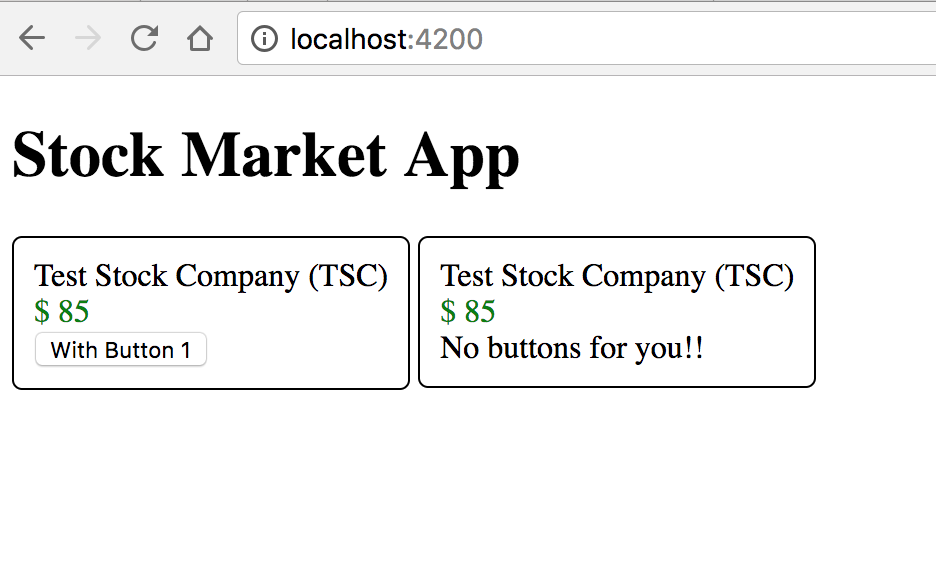 localhost:4200
Stock Market App
Test Stock Company (TSC)
$ 85
With Button 1
Test Stock Company (TSC)
$ 85
No buttons for you!!